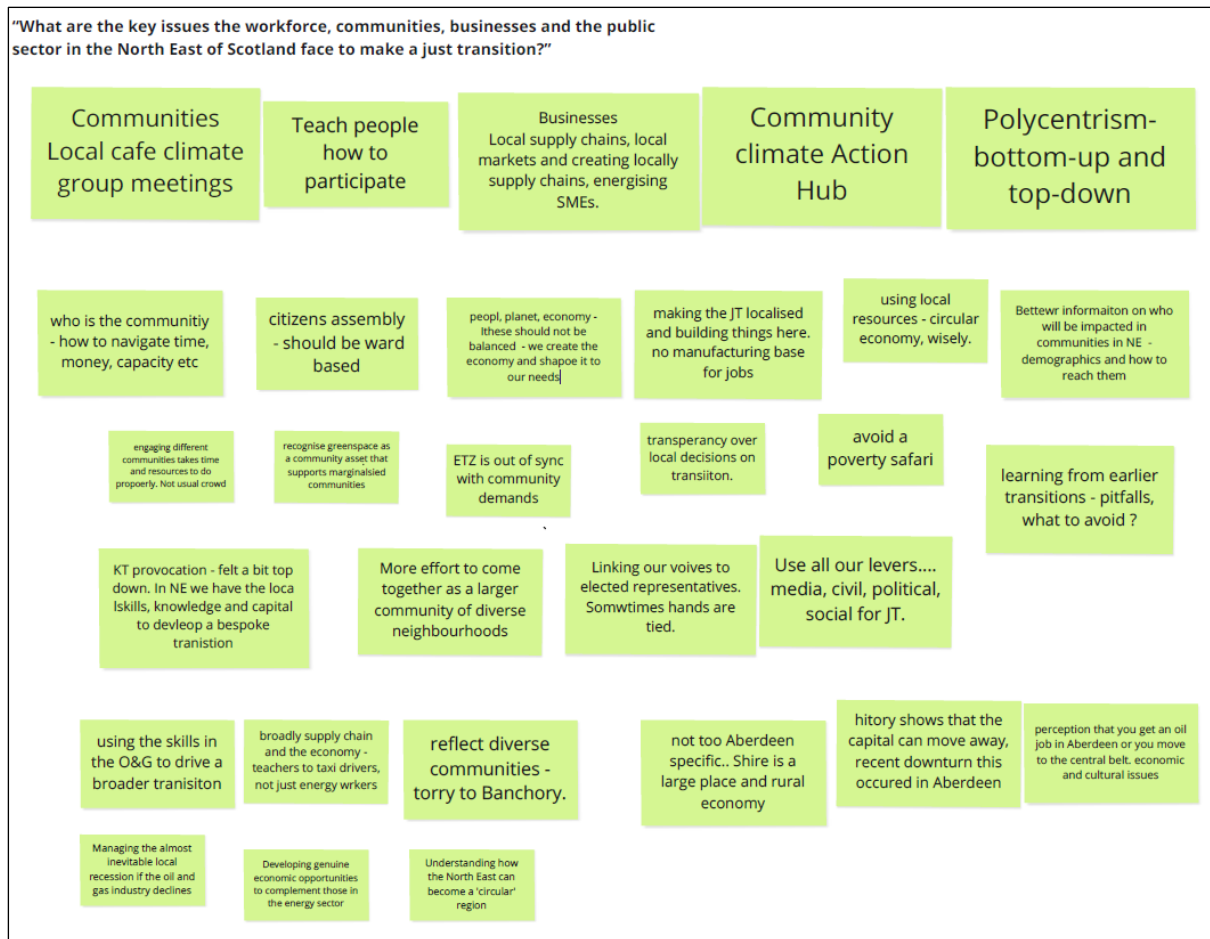 “What are the key issues the workforce, communities, businesses and the public
sector in the North East of Scotland face to make a just transition?”
Communities
Local cafe climate
group meetings
Teach people
how to
participate
Businesses
Local supply chains, local
markets and creating locally
supply chains, energising
SMEs.
Community
climate Action
Hub
Polycentrism-
bottom-up and
top-down
who is the communitiy
- how to navigate time,
money, capacity etc
citizens assembly
- should be ward
based
peopl, planet, economy -
lthese should not be
balanced - we create the
economy and shapoe it to
our needs
making the JT localised
and building things here.
no manufacturing base
for jobs
using local
resources - circular
economy, wisely.
Bettewr informaiton on who
will be impacted in
communities in NE -
demographics and how to
reach them
engaging different
communities takes time
and resources to do
propoerly. Not usual crowd
recognise greenspace as
a community asset that
supports marginalsied
communities
ETZ is out of sync
with community
demands
transperancy over
local decisions on
transiiton.
avoid a
poverty safari
learning from earlier
transitions - pitfalls,
what to avoid ?
KT provocation - felt a bit top
down. In NE we have the loca
lskills, knowledge and capital
to devleop a bespoke
tranistion
More effort to come
together as a larger
community of diverse
neighbourhoods
Linking our voives to
elected representatives.
Somwtimes hands are
tied.
Use all our levers....
media, civil, political,
social for JT.
using the skills in
the O&G to drive a
broader tranisiton
broadly supply chain
and the economy -
teachers to taxi drivers,
not just energy wrkers
reflect diverse
communities -
torry to Banchory.
not too Aberdeen
specific.. Shire is a
large place and rural
economy
hitory shows that the
capital can move away,
recent downturn this
occured in Aberdeen
perception that you get an oil
job in Aberdeen or you move
to the central belt. economic
and cultural issues
Managing the almost
inevitable local
recession if the oil and
gas industry declines
Developing genuine
economic opportunities
to complement those in
the energy sector
Understanding how
the North East can
become a 'circular'
region